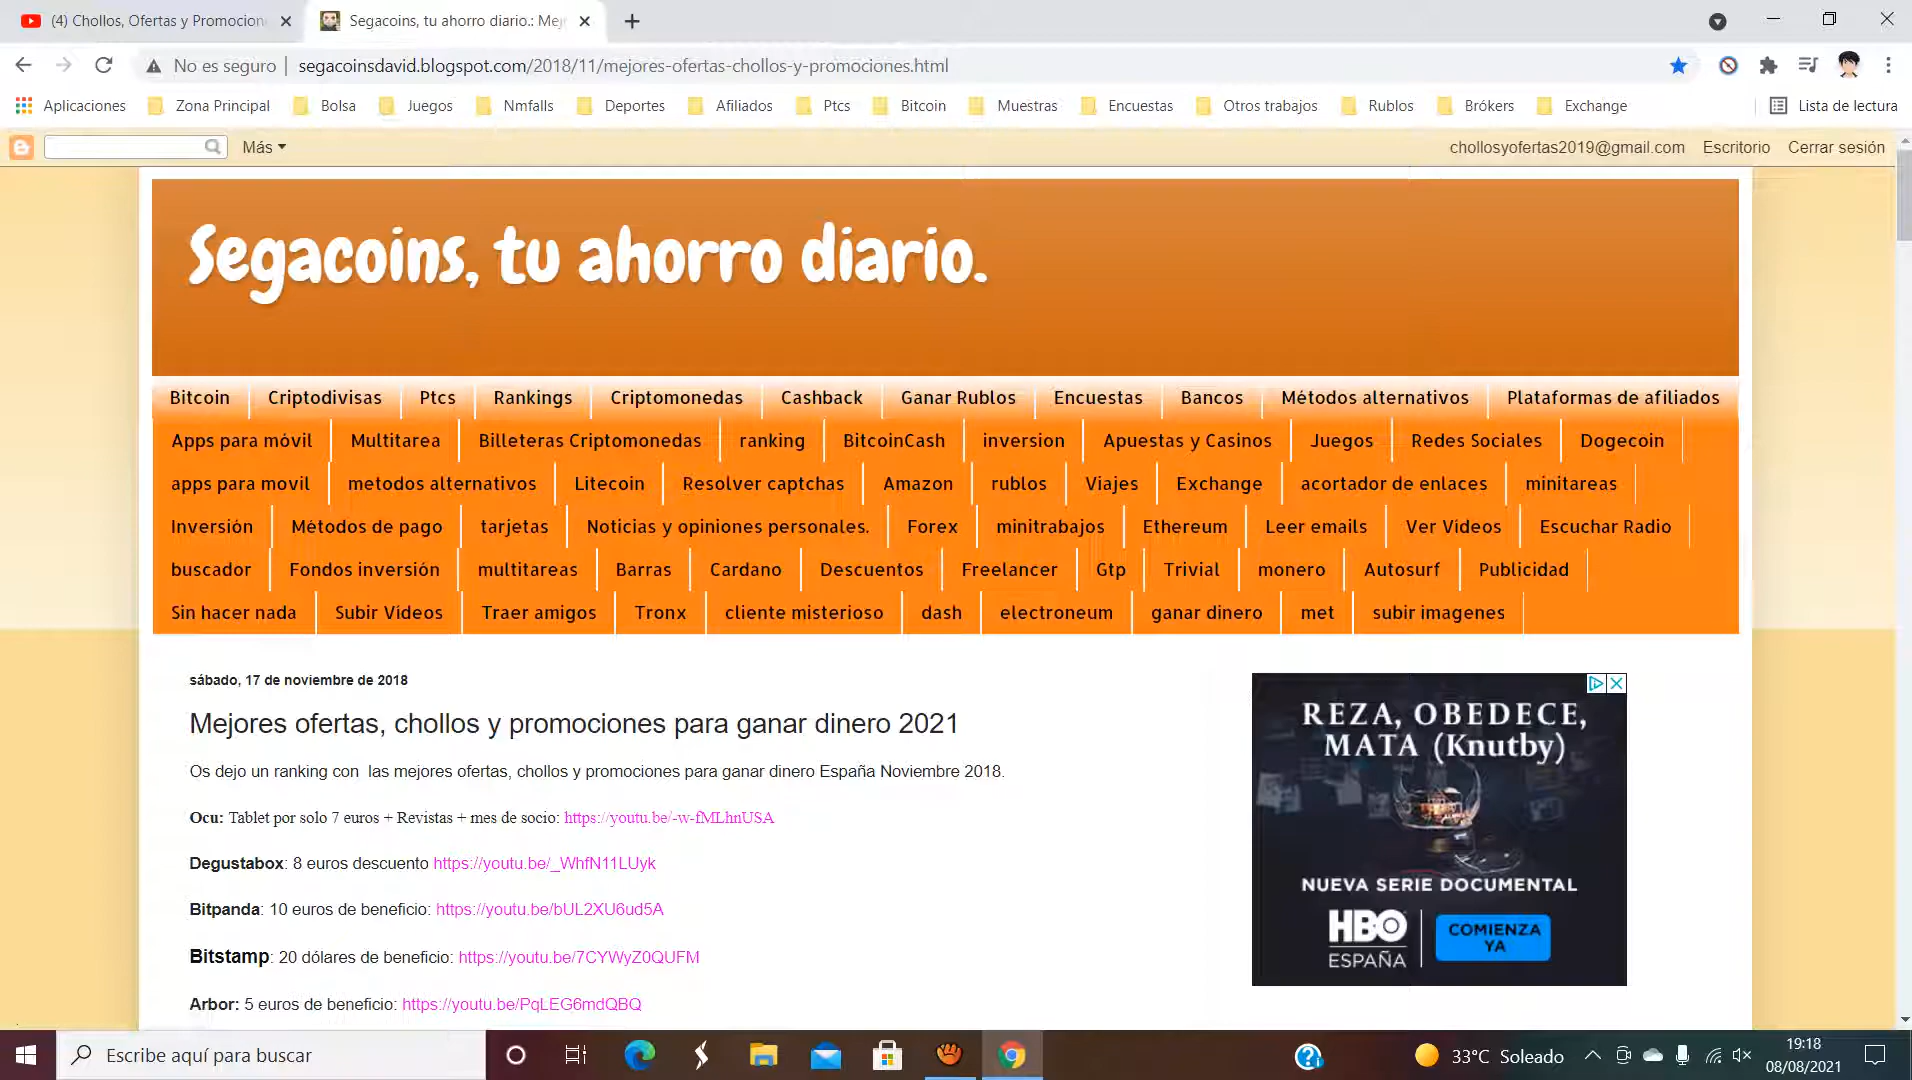 (4) Chollos, Ofertas y Promocion
Segacoins, tu ahorro diario.: Mej
No es seguro | segacoinsdavid.blogspot.com/2018/11/mejores-ofertas-chollos-y-promociones.html
Aplicaciones Zona Principal Bolsa Juegos Nmfalls Deportes Afiliados Ptcs Bitcoin Muestras Encuestas Otros trabajos Rublos Brókers Exchange Lista de lectura
Más chollosyofertas2019@gmail.com Escritorio Cerrar sesión
Segacoins, tu ahorro diario.
Bitcoin Criptodivisas Ptcs Rankings Criptomonedas Cashback Ganar Rublos Encuestas Bancos Métodos alternativos Plataformas de afiliados
Apps para móvil Multitarea Billeteras Criptomonedas ranking BitcoinCash inversion Apuestas y Casinos Juegos Redes Sociales Dogecoin
apps para movil metodos alternativos Litecoin Resolver captchas Amazon rublos Viajes Exchange acortador de enlaces minitareas
Inversión Métodos de pago tarjetas Noticias y opiniones personales. Forex minitrabajos Ethereum Leer emails Ver Videos Escuchar Radio
buscador Fondos inversión multitareas Barras Cardano Descuentos Freelancer Gtp Trivial monero Autosurf Publicidad
Sin hacer nada Subir Vídeos Traer amigos Tronx cliente misterioso dash electroneum ganar dinero met subir imagenes
sábado, 17 de noviembre de 2018
Mejores ofertas, chollos y promociones para ganar dinero 2021
Os dejo un ranking con las mejores ofertas, chollos y promociones para ganar dinero España Noviembre 2018.
Ocu: Tablet por solo 7 euros + Revistas + mes de socio: https://youtu.be/-w-fMLhnUSA
Degustabox: 8 euros descuento https://youtu.be/_WhfN11LUyk
Bitpanda: 10 euros de beneficio: https://youtu.be/bUL2XU6ud5A
Bitstamp: 20 dólares de beneficio: https://youtu.be/7CYWyZ0QUFM
Arbor: 5 euros de beneficio: https://youtu.be/PqLEG6mdQBQ
REZA, OBEDECE,
MATA (Knutby)
NUEVA SERIE DOCUMENTAL
HBO
ESPAÑA
COMIENZA
YA
Escribe aquí para buscar
33°C Soleado
19:18
08/08/2021